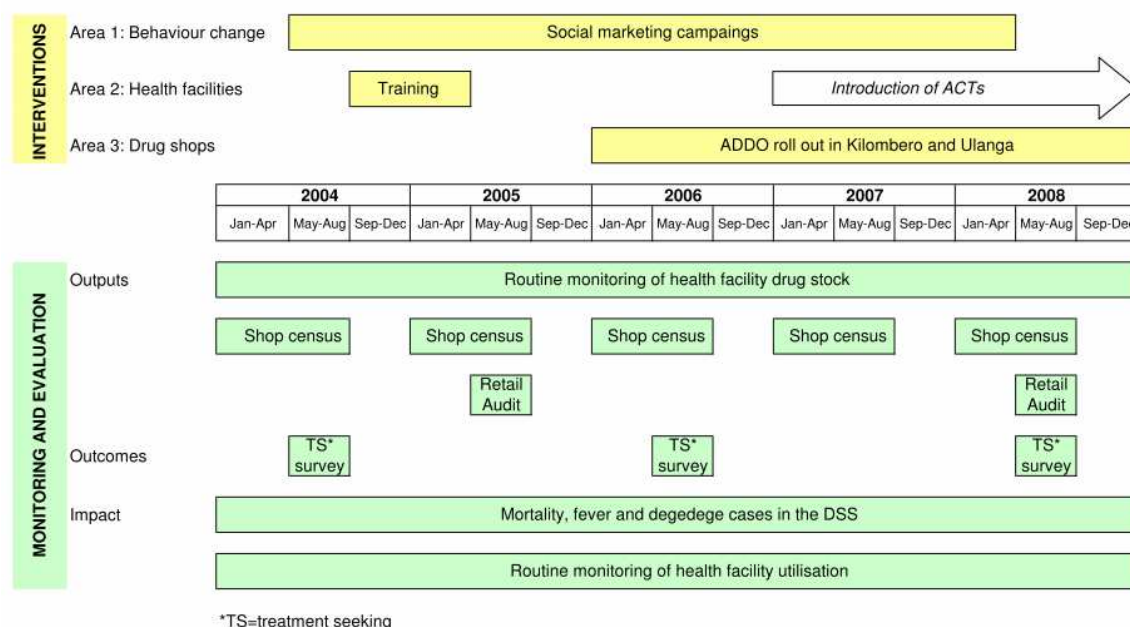 INTERVENTIONS
Area 1: Behaviour change
Social marketing campaings
Area 2: Health facilities
Training
Introduction of ACTs
Area 3: Drug shops
ADDO roll out in Kilombero and Ulanga
2004 2005 2006 2007 2008
Jan-Apr May-Aug Sep-Dec Jan-Apr May-Aug Sep-Dec Jan-Apr May-Aug Sep-Dec Jan-Apr May-Aug Sep-Dec Jan-Apr May-Aug Sep-Dec
MONITORING AND EVALUATION
Outputs
Routine monitoring of health facility drug stock
Shop census Shop census Shop census Shop census Shop census
Retail
Audit
Retail
Audit
Outcomes
TS*
survey
TS*
survey
TS*
survey
Impact
Mortality, fever and degedege cases in the DSS
Routine monitoring of health facility utilisation
*TS=treatment seeking